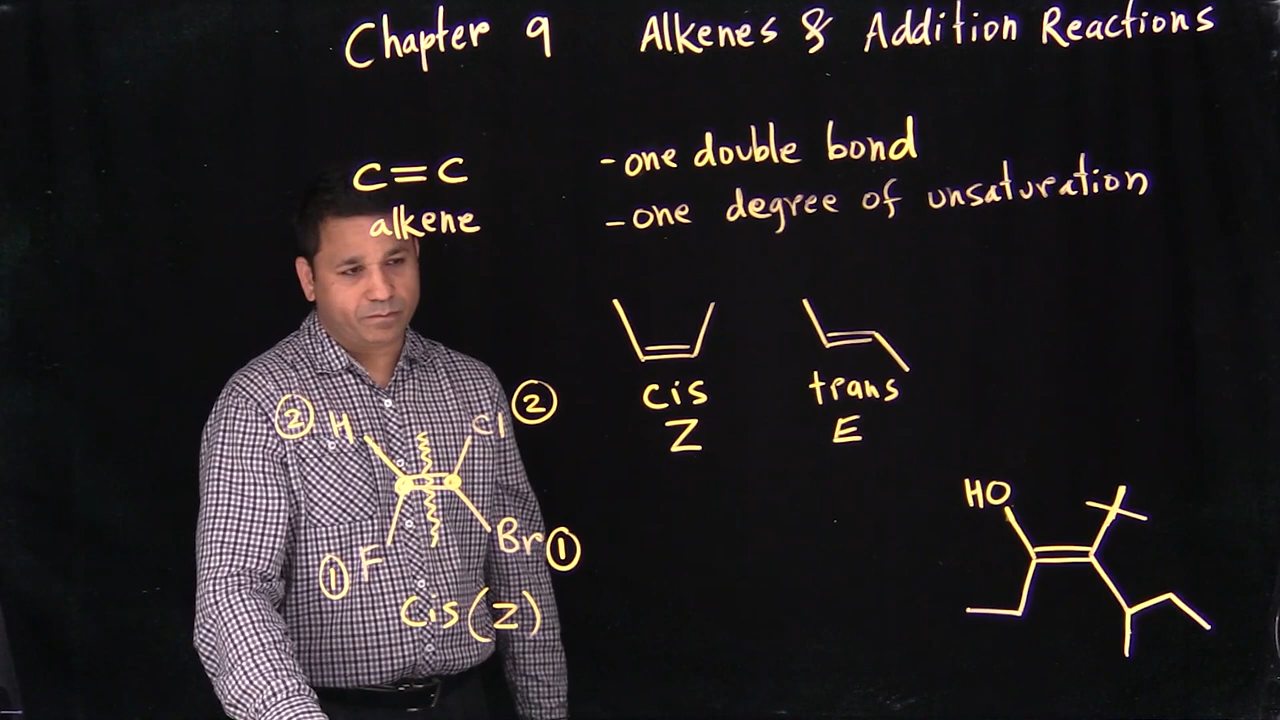 Chapter 9 Alkenes & Addition Reactions
C=C
alkene
-one double bond
-one degree of unsaturation
cis
Z
trans
E
② H Cl ②
① F Br ①
Cis (Z)
HO